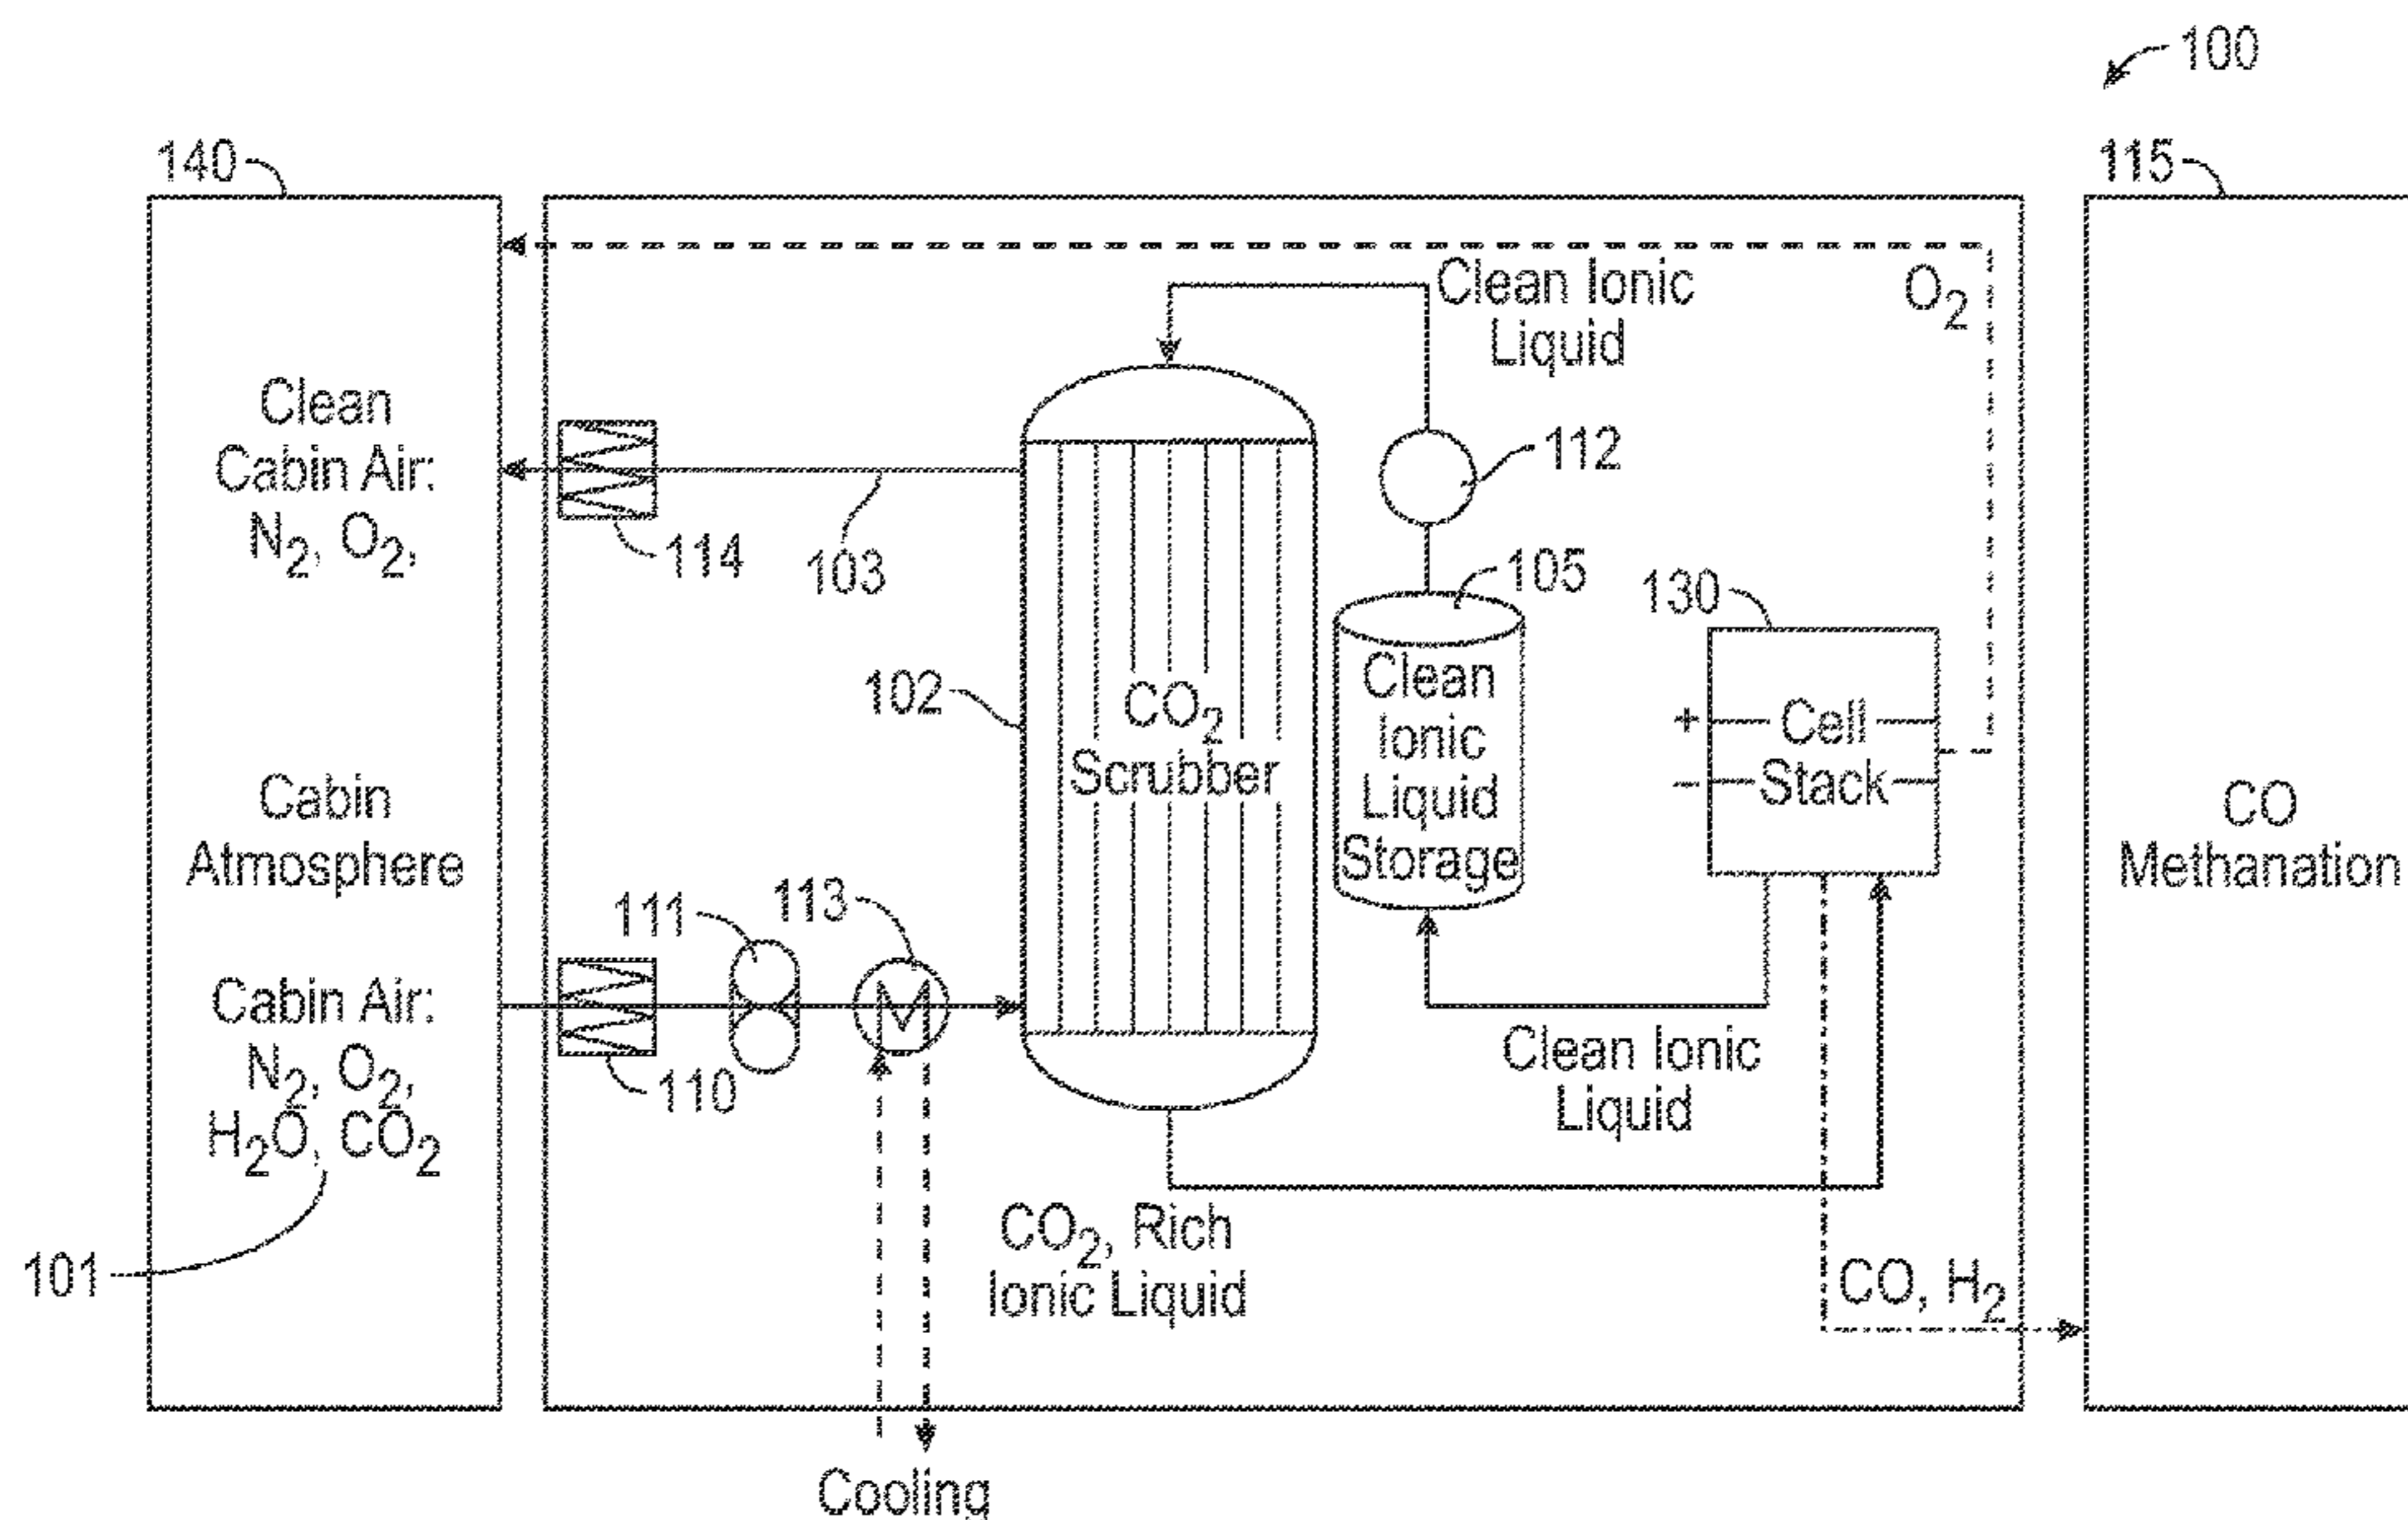 100
140
115
O2
Clean Ionic
Liquid
Clean
Cabin Air:
N2, O2,
112
114
103
105
130
102
CO2
Scrubber
Clean
Ionic
Liquid
Storage
+
Cell
−
Stack
Cabin
Atmosphere
CO
Methanation
111
113
Cabin Air:
N2, O2,
H2O, CO2
110
Clean Ionic
Liquid
CO2, Rich
Ionic Liquid
101
CO, H2
Cooling